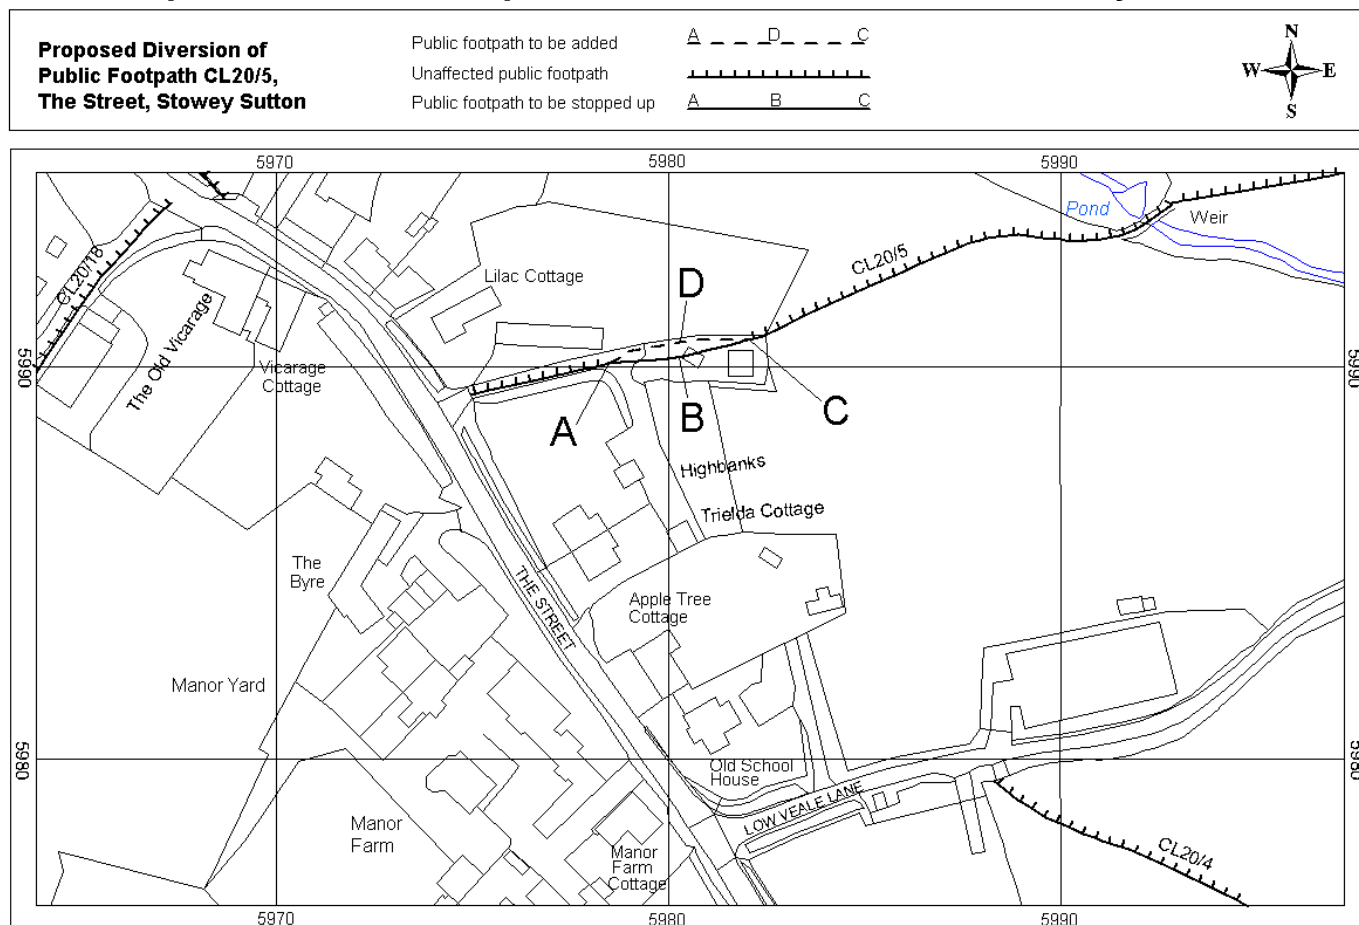 Proposed Diversion of
Public Footpath CL20/5,
The Street, Stowey Sutton
Public footpath to be added
A D C
Unaffected public footpath
Public footpath to be stopped up
A B C
N
W E
S
5970 5980 5990
Pond
Weir
CL20/18
CL20/5
Lilac Cottage
D
The Old Vicarage
Vicarage
Cottage
5990
5990
A
B
C
Highbanks
Trielda Cottage
The
Byre
THE STREET
Apple Tree
Cottage
Manor Yard
5980
5980
Old School
House
LOW VEALE LANE
Manor
Farm
Manor
Farm
Cottage
CL20/4
5970 5980 5990